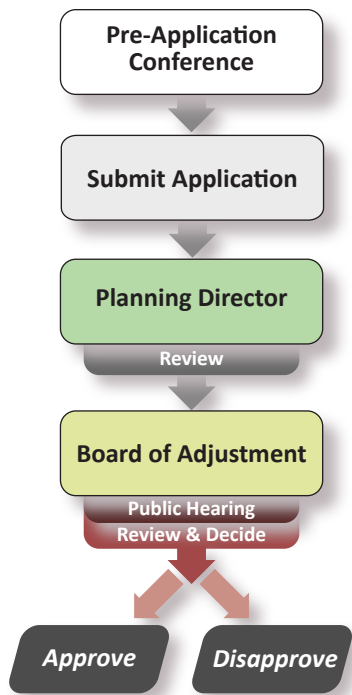 Pre-Application
Conference
Submit Application
Planning Director
Review
Board of Adjustment
Public Hearing
Review & Decide
Approve
Disapprove